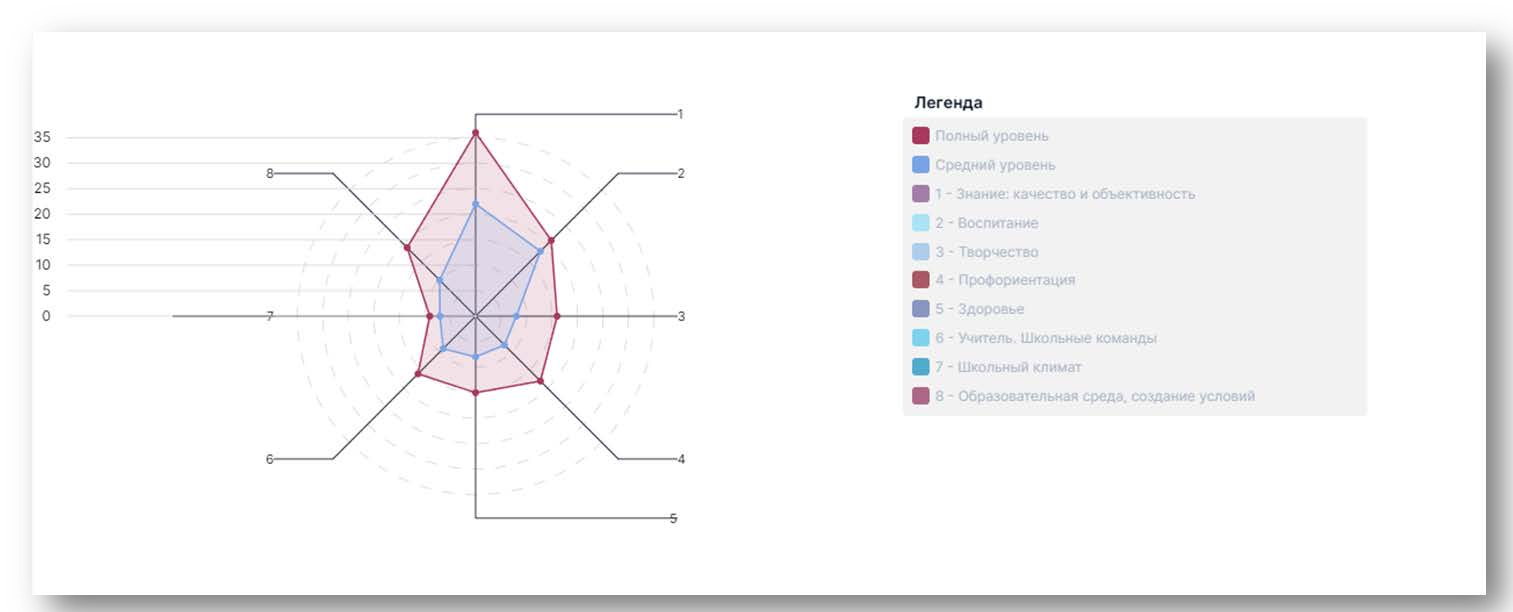 Легенда
Полный уровень
Средний уровень
1 - Знание: качество и объективность
2 - Воспитание
3 - Творчество
4 - Профориентация
5 - Здоровье
6 - Учитель. Школьные команды
7 - Школьный климат
8 - Образовательная среда, создание условий
1
35
30
8
2
25
20
15
10
5
0
7
3
6
4
5